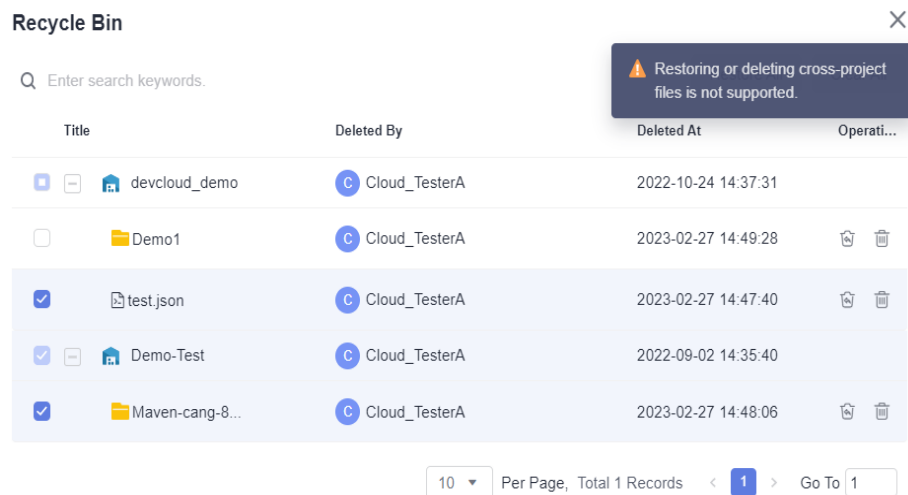 Recycle Bin
Enter search keywords.
Restoring or deleting cross-project
files is not supported.
Title Deleted By Deleted At Operati...
devcloud_demo C Cloud_TesterA 2022-10-24 14:37:31
Demo1 C Cloud_TesterA 2023-02-27 14:49:28
test.json C Cloud_TesterA 2023-02-27 14:47:40
Demo-Test C Cloud_TesterA 2022-09-02 14:35:40
Maven-cang-8... C Cloud_TesterA 2023-02-27 14:48:06
10 Per Page, Total 1 Records < 1 > Go To 1